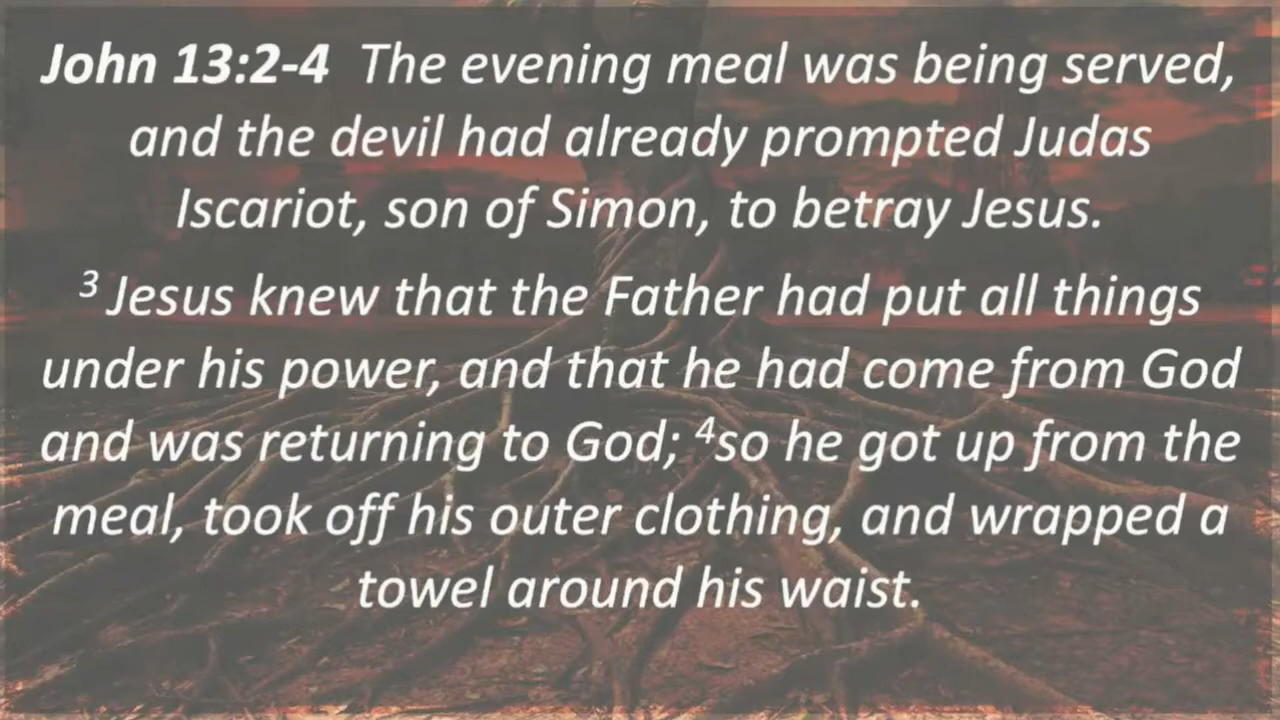 John 13:2-4 The evening meal was being served,
and the devil had already prompted Judas
Iscariot, son of Simon, to betray Jesus.
3 Jesus knew that the Father had put all things
under his power, and that he had come from God
and was returning to God; 4so he got up from the
meal, took off his outer clothing, and wrapped a
towel around his waist.